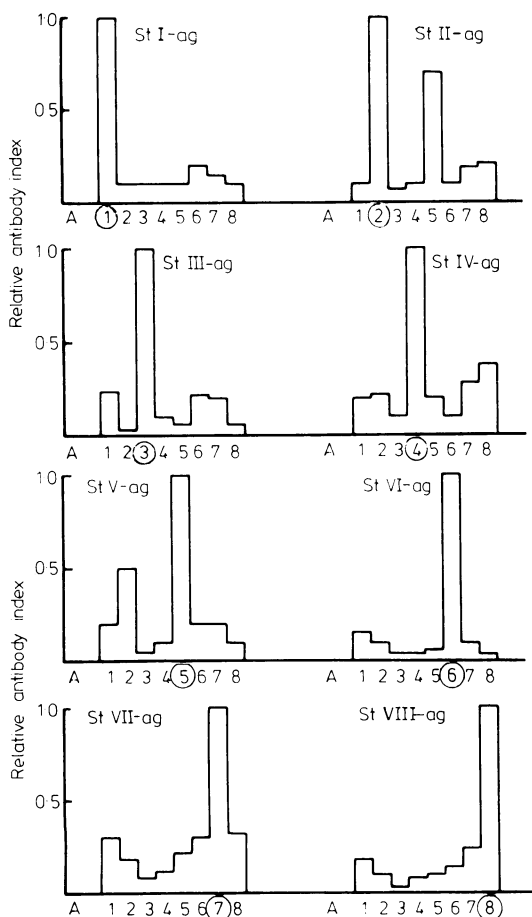 1·0
St I-ag
St II-ag
0·5
A 1 2 3 4 5 6 7 8
A 1 2 3 4 5 6 7 8
1·0
St III-ag
St IV-ag
0·5
A 1 2 3 4 5 6 7 8
A 1 2 3 4 5 6 7 8
Relative antibody index
St V-ag
St VI-ag
0·5
A 1 2 3 4 5 6 7 8
A 1 2 3 4 5 6 7 8
1·0
St VII-ag
St VIII-ag
0·5
A 1 2 3 4 5 6 7 8
A 1 2 3 4 5 6 7 8
Relative antibody index